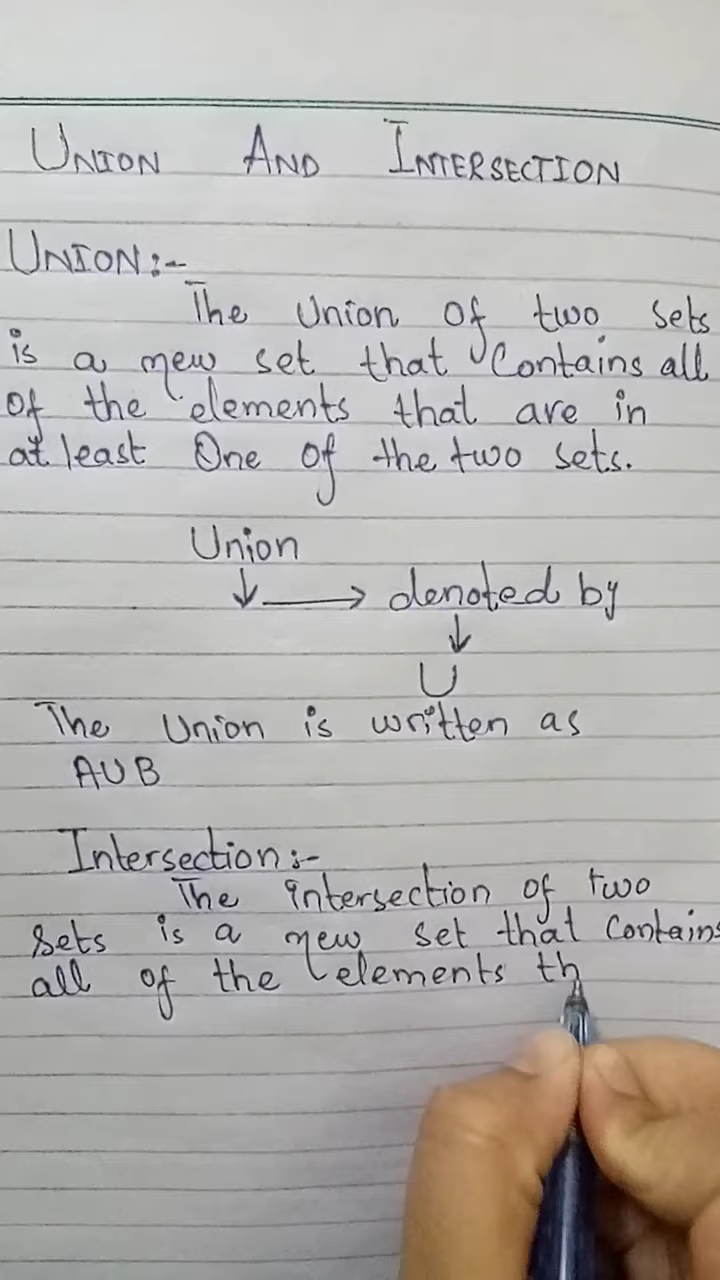 UNION AND INTERSECTION
UNION:-
The Union of two sets
is a new set that Contains all
of the elements that are in
at least One of the two sets.
Union
↓ → denoted by
↓
U
The Union is written as
AUB
Intersection:-
The intersection of two
sets is a new set that Contains
all of the elements th